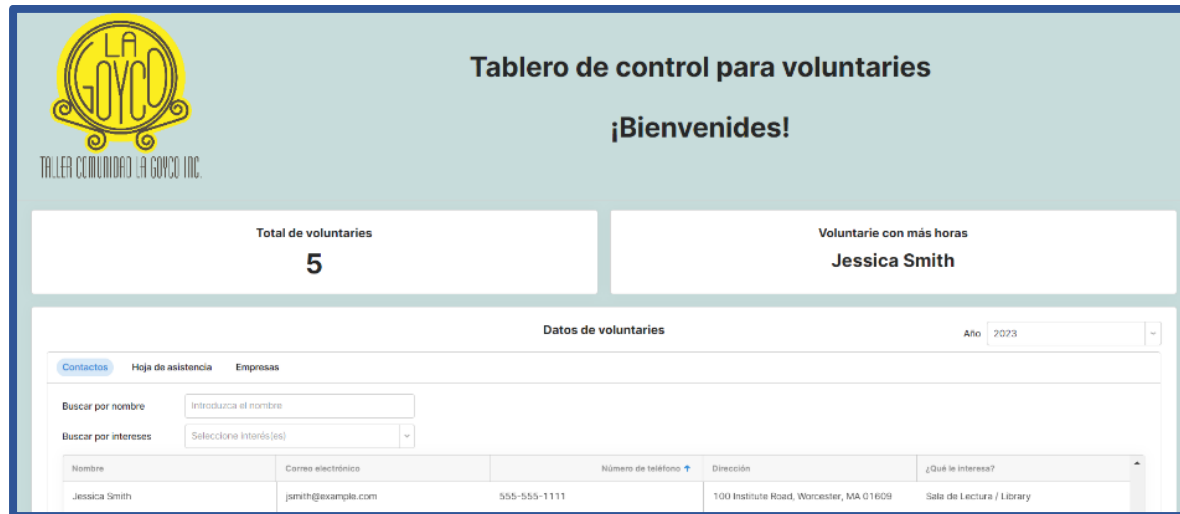 LA
GOYCO
TALLER COMUNIDAD LA GOYCO INC.
Tablero de control para voluntaries
¡Bienvenides!
Total de voluntaries
5
Voluntarie con más horas
Jessica Smith
Datos de voluntaries
Año 2023
Contactos Hoja de asistencia Empresas
Buscar por nombre Introduzca el nombre
Buscar por intereses Seleccione interés(es)
Nombre Correo electrónico Número de teléfono ↑ Dirección ¿Qué le interesa?
Jessica Smith jsmith@example.com 555-555-1111 100 Institute Road, Worcester, MA 01609 Sala de Lectura / Library